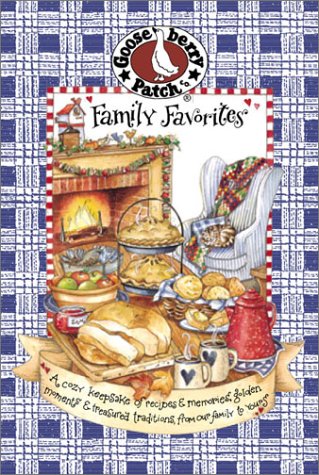 Goose berry
Patch
Co.®
Family Favorites
A cozy keepsake of recipes & memories, golden
moments & treasured traditions, from our family to yours